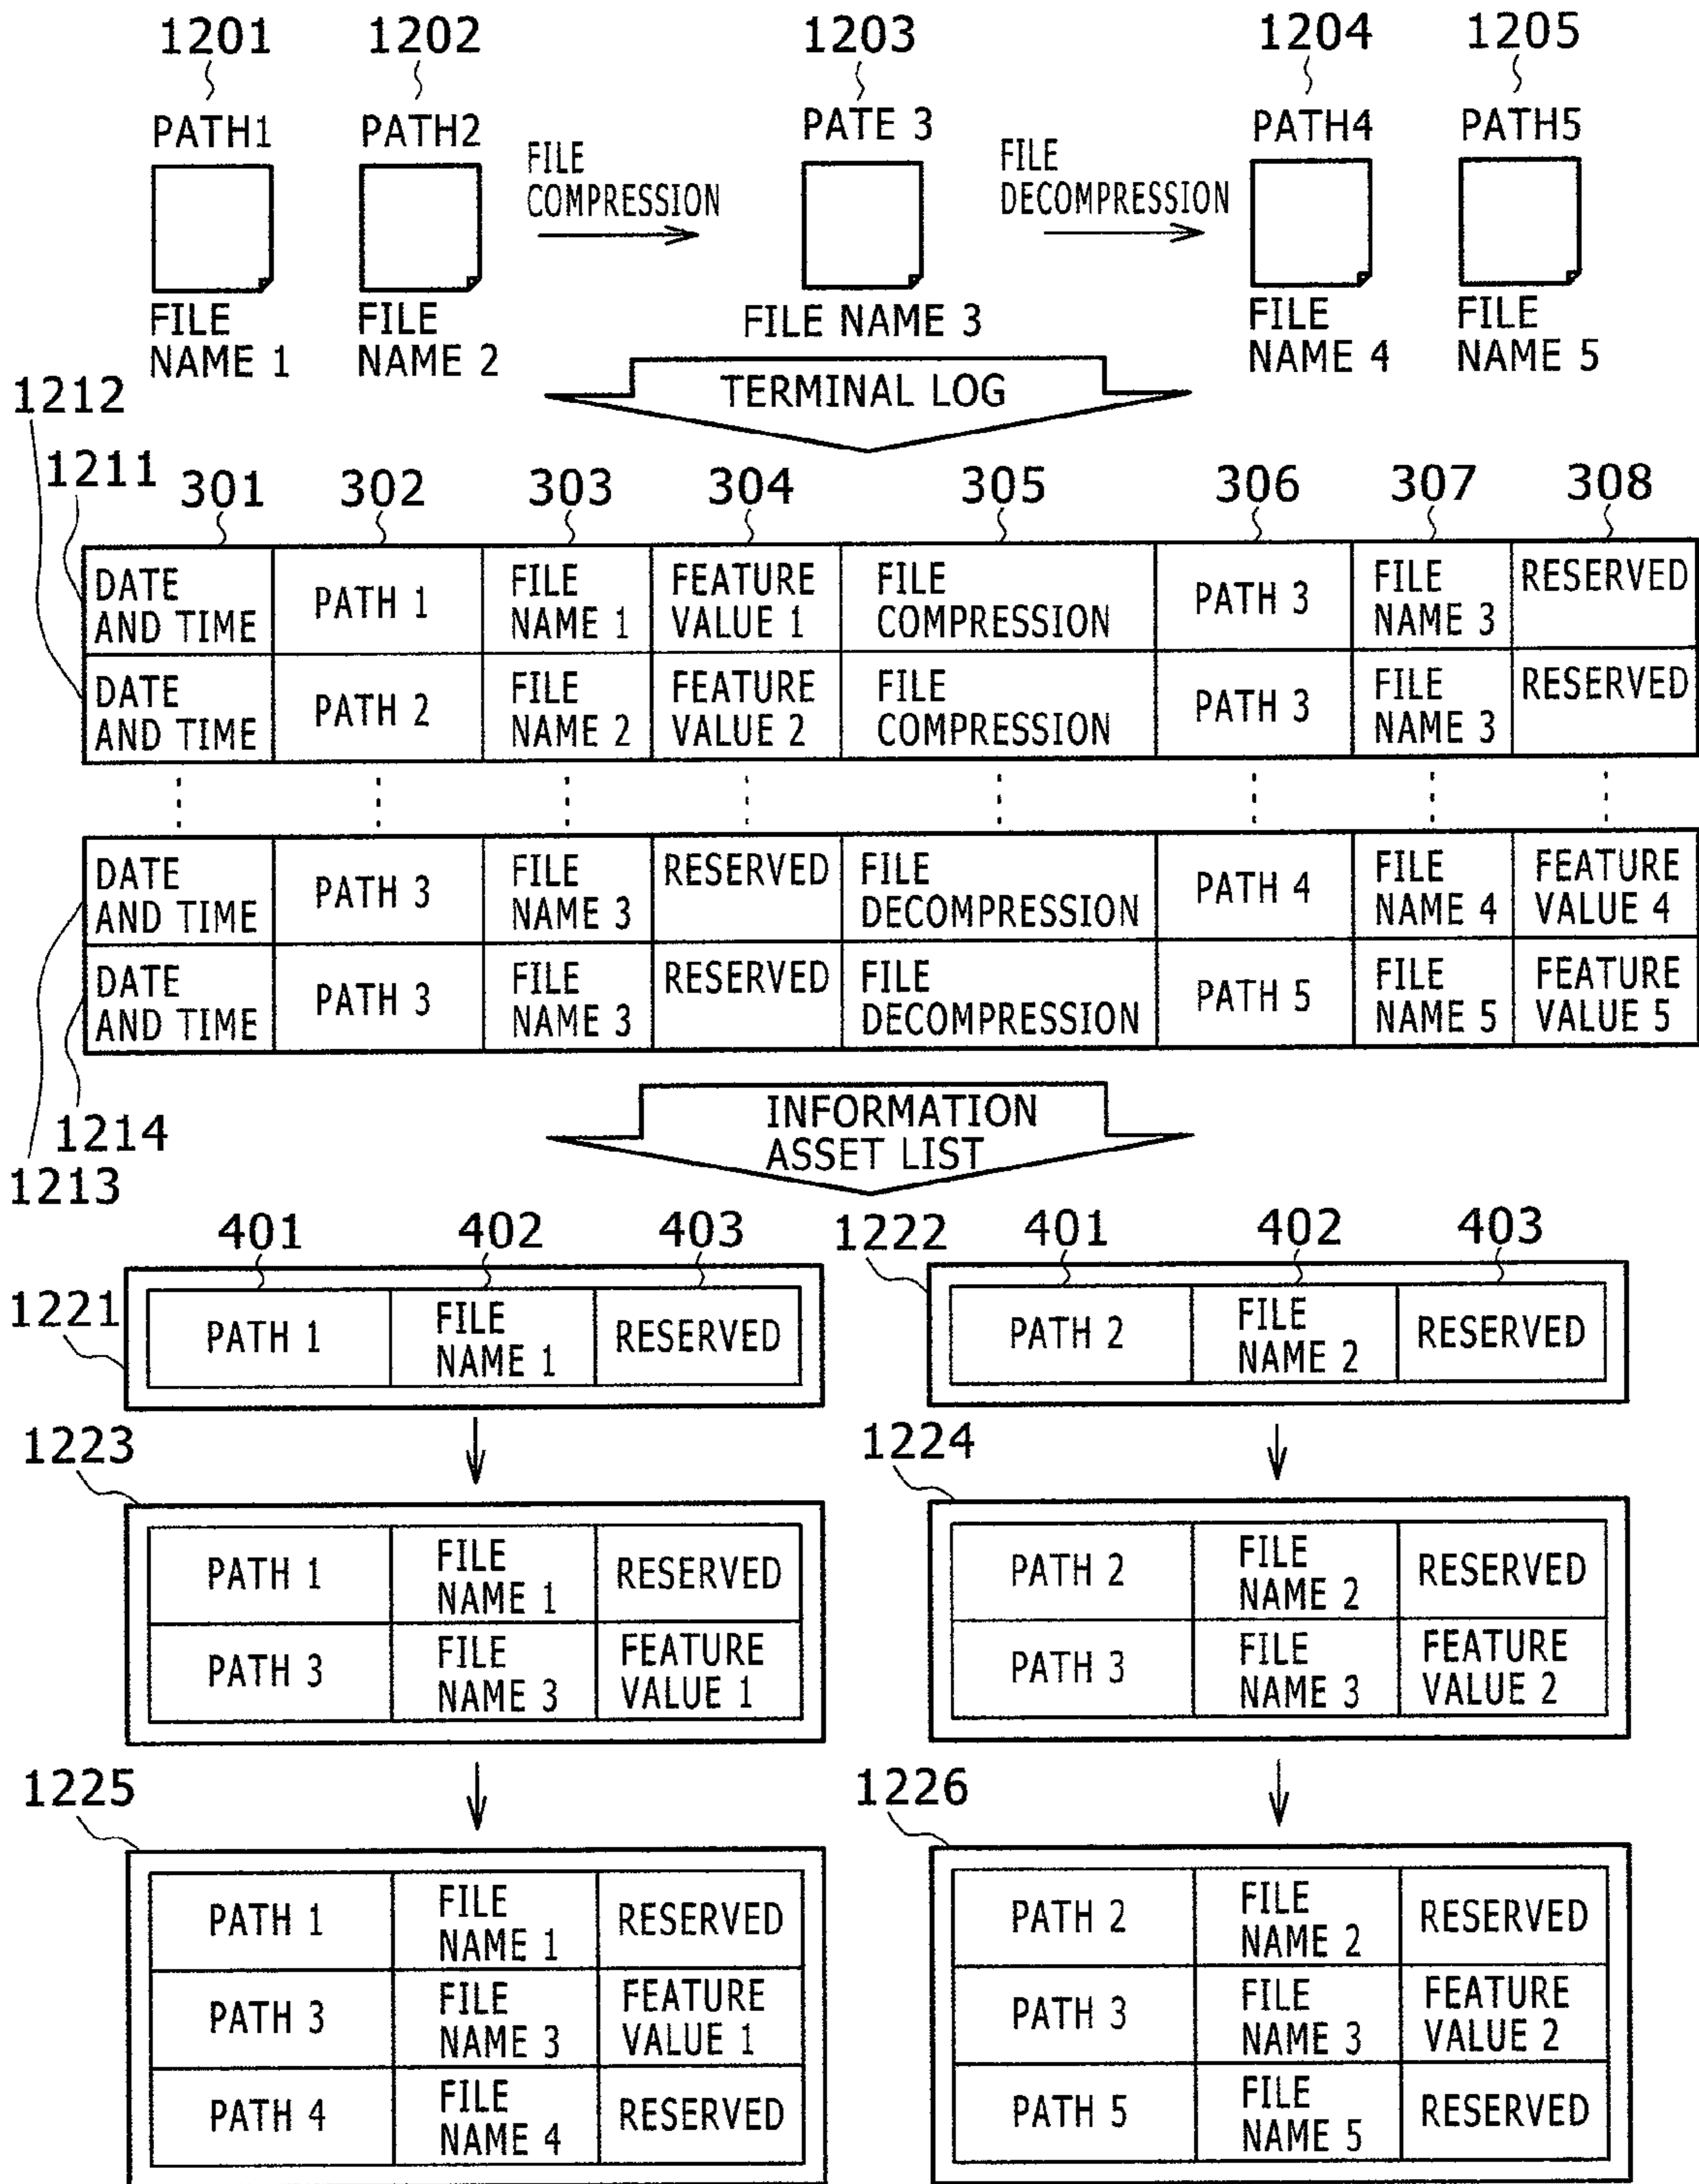 1201 1202 1203 1204 1205
PATH1 PATH2 PATE 3 PATH4 PATH5
FILE
COMPRESSION
FILE
DECOMPRESSION
FILE
NAME 1
FILE
NAME 2
FILE NAME 3
FILE
NAME 4
FILE
NAME 5
TERMINAL LOG
1212
1211
301 302 303 304 305 306 307 308
DATE
AND TIME
PATH 1
FILE
NAME 1
FEATURE
VALUE 1
FILE
COMPRESSION
PATH 3
FILE
NAME 3
RESERVED
DATE
AND TIME
PATH 2
FILE
NAME 2
FEATURE
VALUE 2
FILE
COMPRESSION
PATH 3
FILE
NAME 3
RESERVED
DATE
AND TIME
PATH 3
FILE
NAME 3
RESERVED
FILE
DECOMPRESSION
PATH 4
FILE
NAME 4
FEATURE
VALUE 4
DATE
AND TIME
PATH 3
FILE
NAME 3
RESERVED
FILE
DECOMPRESSION
PATH 5
FILE
NAME 5
FEATURE
VALUE 5
1214
1213
INFORMATION
ASSET LIST
401 402 403
1221
PATH 1
FILE
NAME 1
RESERVED
1222
401 402 403
PATH 2
FILE
NAME 2
RESERVED
1223
PATH 1
FILE
NAME 1
RESERVED
PATH 3
FILE
NAME 3
FEATURE
VALUE 1
1224
PATH 2
FILE
NAME 2
RESERVED
PATH 3
FILE
NAME 3
FEATURE
VALUE 2
1225
PATH 1
FILE
NAME 1
RESERVED
PATH 3
FILE
NAME 3
FEATURE
VALUE 1
PATH 4
FILE
NAME 4
RESERVED
1226
PATH 2
FILE
NAME 2
RESERVED
PATH 3
FILE
NAME 3
FEATURE
VALUE 2
PATH 5
FILE
NAME 5
RESERVED